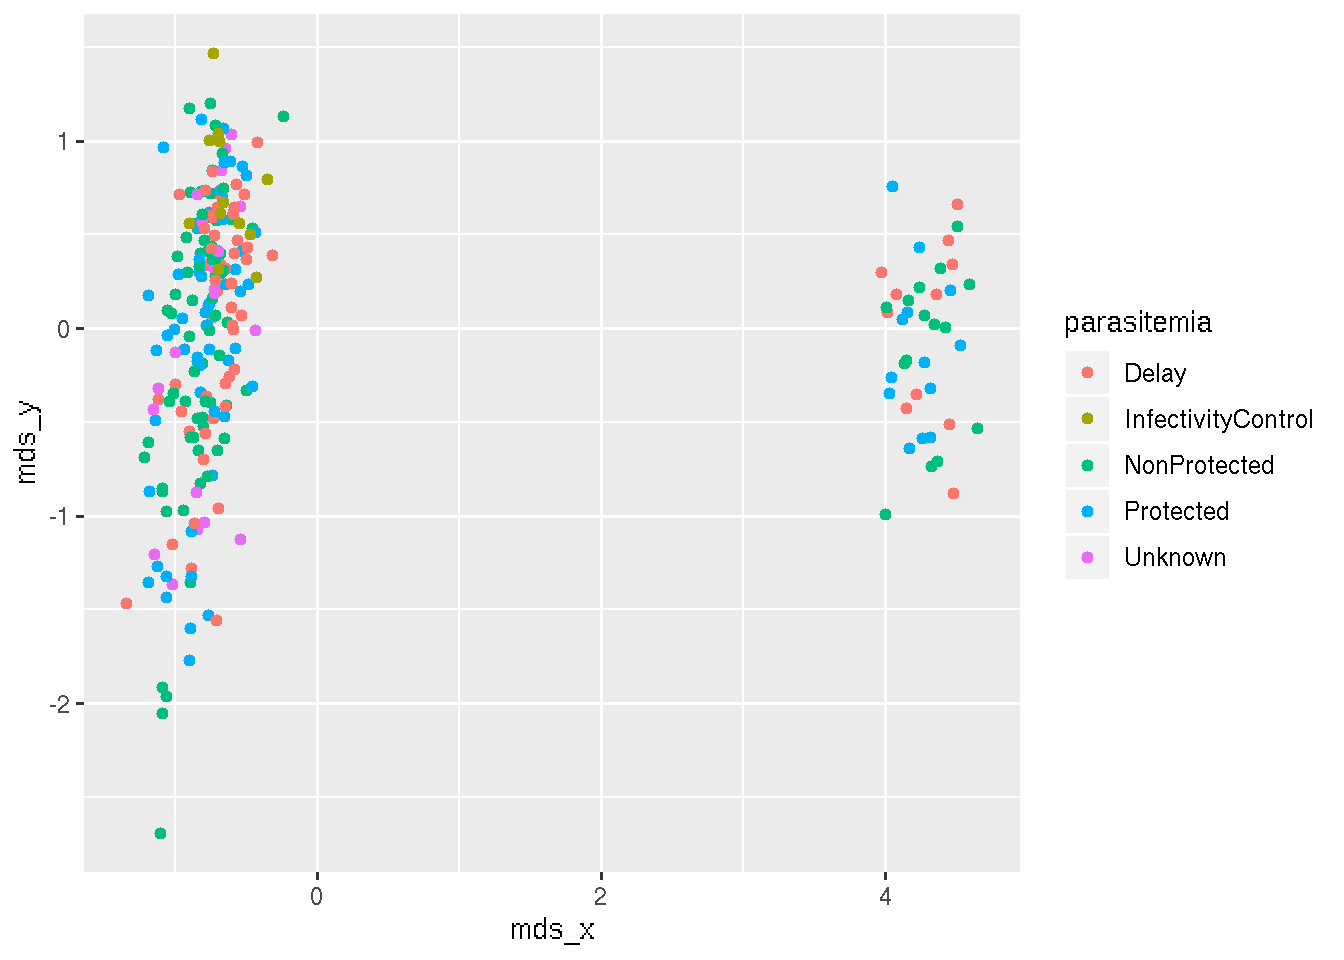 1
0
-1
-2
mds_y
0
2
4
mds_x
parasitemia
Delay
InfectivityControl
NonProtected
Protected
Unknown